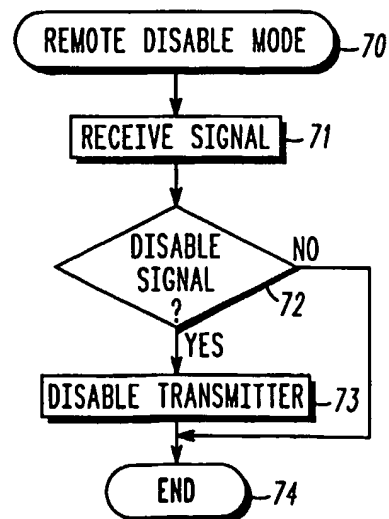 REMOTE DISABLE MODE 70
RECEIVE SIGNAL 71
DISABLE
SIGNAL
?
NO
72
YES
DISABLE TRANSMITTER 73
END 74